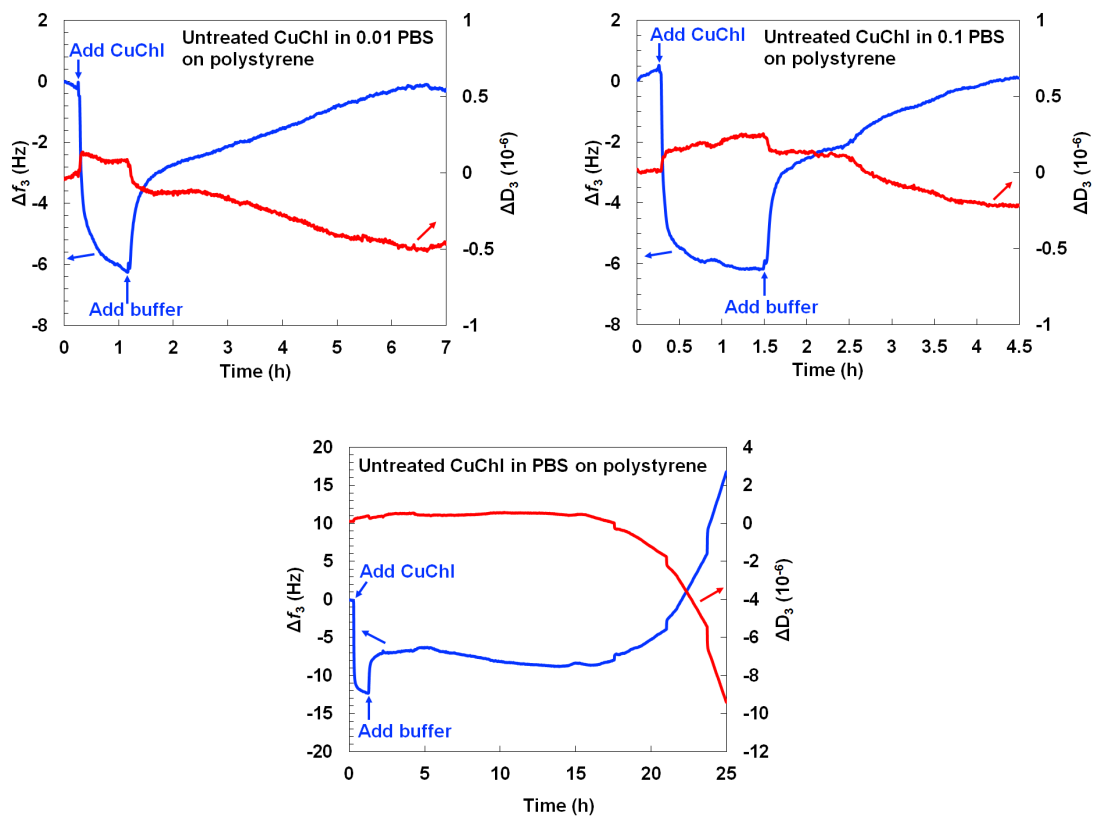 Untreated CuChl in 0.01 PBS
on polystyrene
Add CuChl
Add buffer
2
0
-2
-4
-6
-8
Δf3 (Hz)
1
0.5
0
-0.5
-1
ΔD3 (10-6)
0 1 2 3 4 5 6 7
Time (h)
Untreated CuChl in 0.1 PBS
on polystyrene
Add CuChl
Add buffer
2
0
-2
-4
-6
-8
Δf3 (Hz)
1
0.5
0
-0.5
-1
ΔD3 (10-6)
0 0.5 1 1.5 2 2.5 3 3.5 4 4.5
Time (h)
Untreated CuChl in PBS on polystyrene
Add CuChl
Add buffer
20
15
10
5
0
-5
-10
-15
-20
Δf3 (Hz)
4
2
0
-2
-4
-6
-8
-10
-12
ΔD3 (10-6)
0 5 10 15 20 25
Time (h)